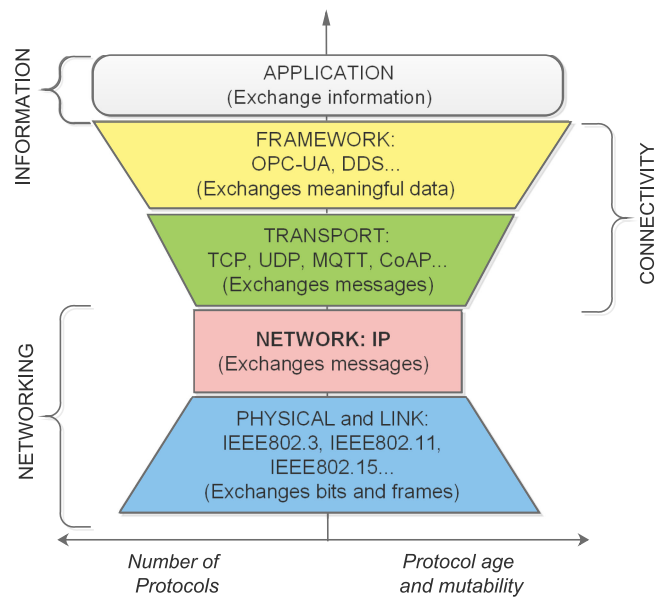 INFORMATION
APPLICATION
(Exchange information)
FRAMEWORK:
OPC-UA, DDS...
(Exchanges meaningful data)
TRANSPORT:
TCP, UDP, MQTT, CoAP...
(Exchanges messages)
CONNECTIVITY
NETWORK: IP
(Exchanges messages)
NETWORKING
PHYSICAL and LINK:
IEEE802.3, IEEE802.11,
IEEE802.15...
(Exchanges bits and frames)
Number of
Protocols
Protocol age
and mutability